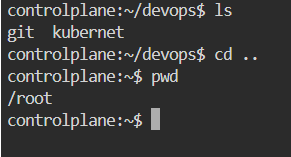 controlplane:~/devops$ ls
git  kubernet
controlplane:~/devops$ cd ..
controlplane:~$ pwd
/root
controlplane:~$